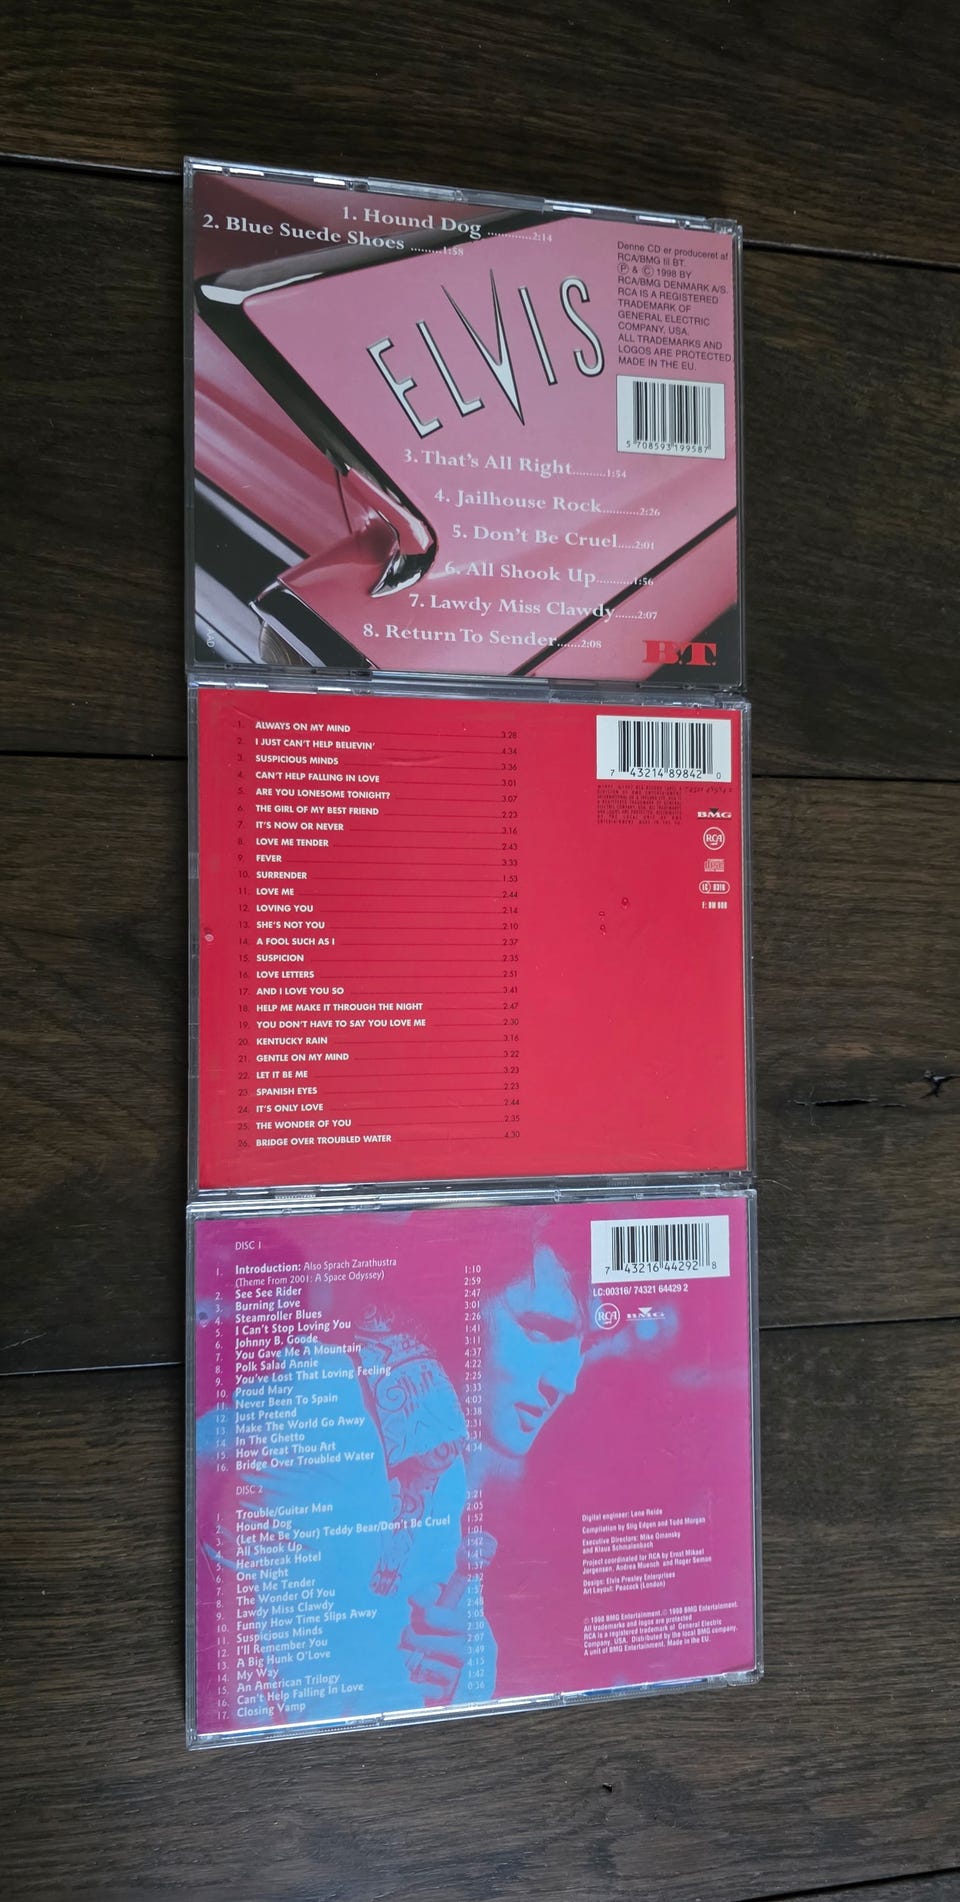 1. Hound Dog ............. 2:14
2. Blue Suede Shoes ......... 1:58
ELVIS
Denne CD er produceret af
RCA/BMG til BT.
Ⓟ & © 1998 BY
RCA/BMG DENMARK A/S.
RCA IS A REGISTERED
TRADEMARK OF
GENERAL ELECTRIC
COMPANY, USA.
ALL TRADEMARKS AND
LOGOS ARE PROTECTED.
MADE IN THE EU.
5 708593 199587
3. That's All Right.......... 1:54
4. Jailhouse Rock............ 2:26
5. Don't Be Cruel..... 2:01
6. All Shook Up........... 1:56
7. Lawdy Miss Clawdy....... 2:07
8. Return To Sender....... 2:08
B.T.
AAD
1. ALWAYS ON MY MIND 3.28
2. I JUST CAN'T HELP BELIEVIN' 4.34
3. SUSPICIOUS MINDS 3.36
4. CAN'T HELP FALLING IN LOVE 3.01
5. ARE YOU LONESOME TONIGHT? 3.07
6. THE GIRL OF MY BEST FRIEND 2.23
7. IT'S NOW OR NEVER 3.16
8. LOVE ME TENDER 2.43
9. FEVER 3.33
10. SURRENDER 1.53
11. LOVE ME 2.44
12. LOVING YOU 2.14
13. SHE'S NOT YOU 2.10
14. A FOOL SUCH AS I 2.37
15. SUSPICION 2.35
16. LOVE LETTERS 2.51
17. AND I LOVE YOU SO 3.41
18. HELP ME MAKE IT THROUGH THE NIGHT 2.47
19. YOU DON'T HAVE TO SAY YOU LOVE ME 2.30
20. KENTUCKY RAIN 3.16
21. GENTLE ON MY MIND 3.22
22. LET IT BE ME 3.23
23. SPANISH EYES 2.23
24. IT'S ONLY LOVE 2.44
25. THE WONDER OF YOU 2.35
26. BRIDGE OVER TROUBLED WATER 4.30
7 43214 89842 0
BMG
RCA
LC 0316
DISC 1
1. Introduction: Also Sprach Zarathustra 1:10
(Theme From 2001: A Space Odyssey) 2:59
2. See See Rider 2:47
3. Burning Love 3:01
4. Steamroller Blues 2:26
5. I Can't Stop Loving You 1:41
6. Johnny B. Goode 3:11
7. You Gave Me A Mountain 4:37
8. Polk Salad Annie 4:22
9. You've Lost That Loving Feeling 2:25
10. Proud Mary 3:33
11. Never Been To Spain 4:03
12. Just Pretend 3:38
13. Make The World Go Away 2:31
14. In The Ghetto 3:31
15. How Great Thou Art 4:34
16. Bridge Over Troubled Water
DISC 2
3:21
1. Trouble/Guitar Man 2:05
2. Hound Dog 1:52
3. (Let Me Be Your) Teddy Bear/Don't Be Cruel 1:01
4. All Shook Up 1:42
5. Heartbreak Hotel 1:41
6. One Night 1:37
7. Love Me Tender 2:32
8. The Wonder Of You 1:37
9. Lawdy Miss Clawdy 2:48
10. Funny How Time Slips Away 5:05
11. Suspicious Minds 2:30
12. I'll Remember You 2:07
13. A Big Hunk O'Love 3:49
14. My Way 4:15
15. An American Trilogy 1:42
16. Can't Help Falling In Love 0:36
17. Closing Vamp
7 43216 44292 8
LC:00316/ 74321 64429 2
RCA BMG
Digital engineer: Lene Reidel
Compilation by Stig Edgen and Todd Morgan
Executive Directors: Mike Omansky
and Klaus Schmalenbach
Project coordinated for RCA by Ernst Mikael
Jorgensen, Andrea Muench and Roger Semon
Design: Elvis Presley Enterprises
Art Layout: Peacock (London)
Ⓟ 1998 BMG Entertainment. © 1998 BMG Entertainment.
All trademarks and logos are protected
RCA is a registered trademark of General Electric
Company, USA. Distributed by the local BMG company.
A unit of BMG Entertainment. Made in the EU.